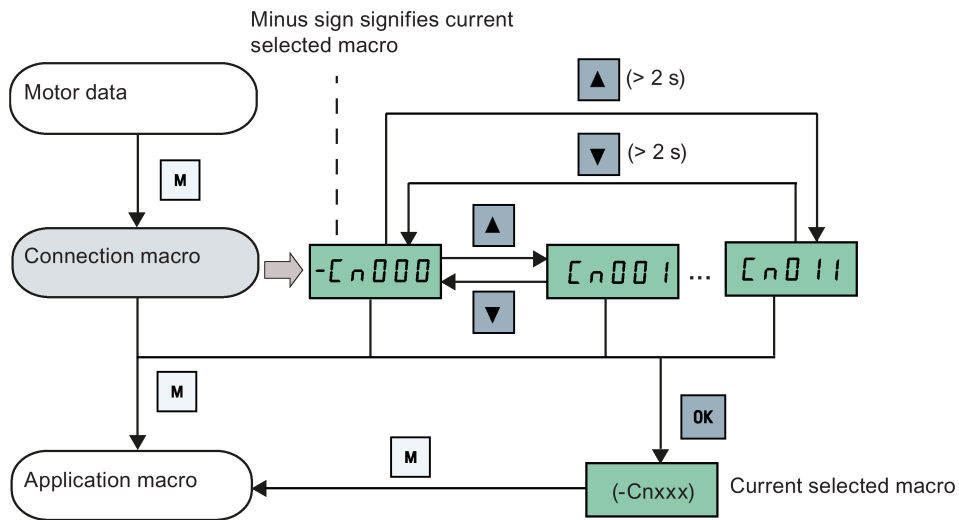 Minus sign signifies current
selected macro
Motor data
▲ (> 2 s)
▼ (> 2 s)
M
▲
Connection macro
-Cn000
Cn001
...
Cn011
▼
M
OK
M
Application macro
(-Cnxxx)
Current selected macro